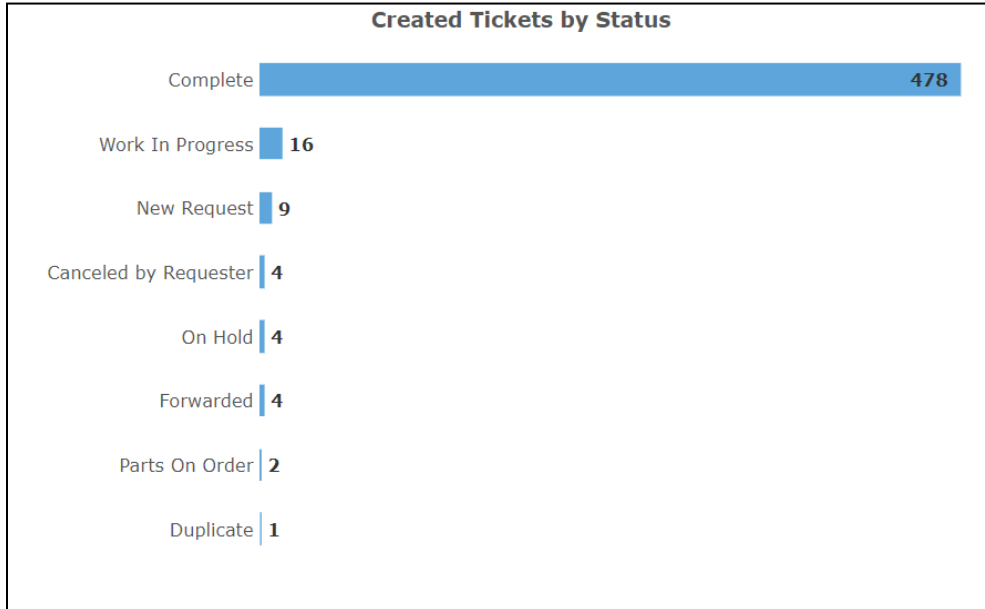 Created Tickets by Status
Complete 478
Work In Progress 16
New Request 9
Canceled by Requester 4
On Hold 4
Forwarded 4
Parts On Order 2
Duplicate 1